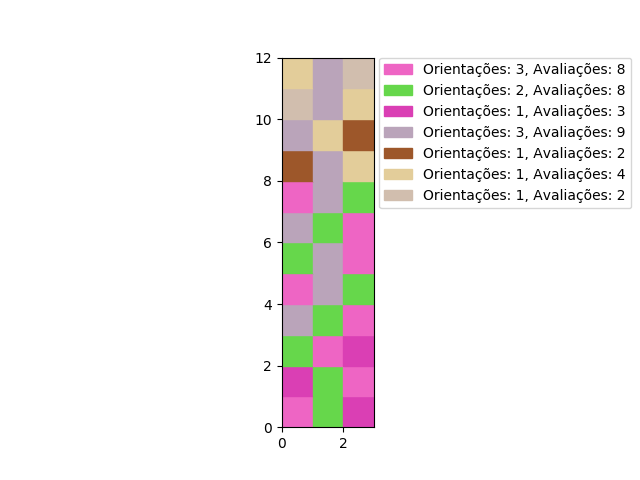 12
10
8
6
4
2
0
0 2
Orientações: 3, Avaliações: 8
Orientações: 2, Avaliações: 8
Orientações: 1, Avaliações: 3
Orientações: 3, Avaliações: 9
Orientações: 1, Avaliações: 2
Orientações: 1, Avaliações: 4
Orientações: 1, Avaliações: 2